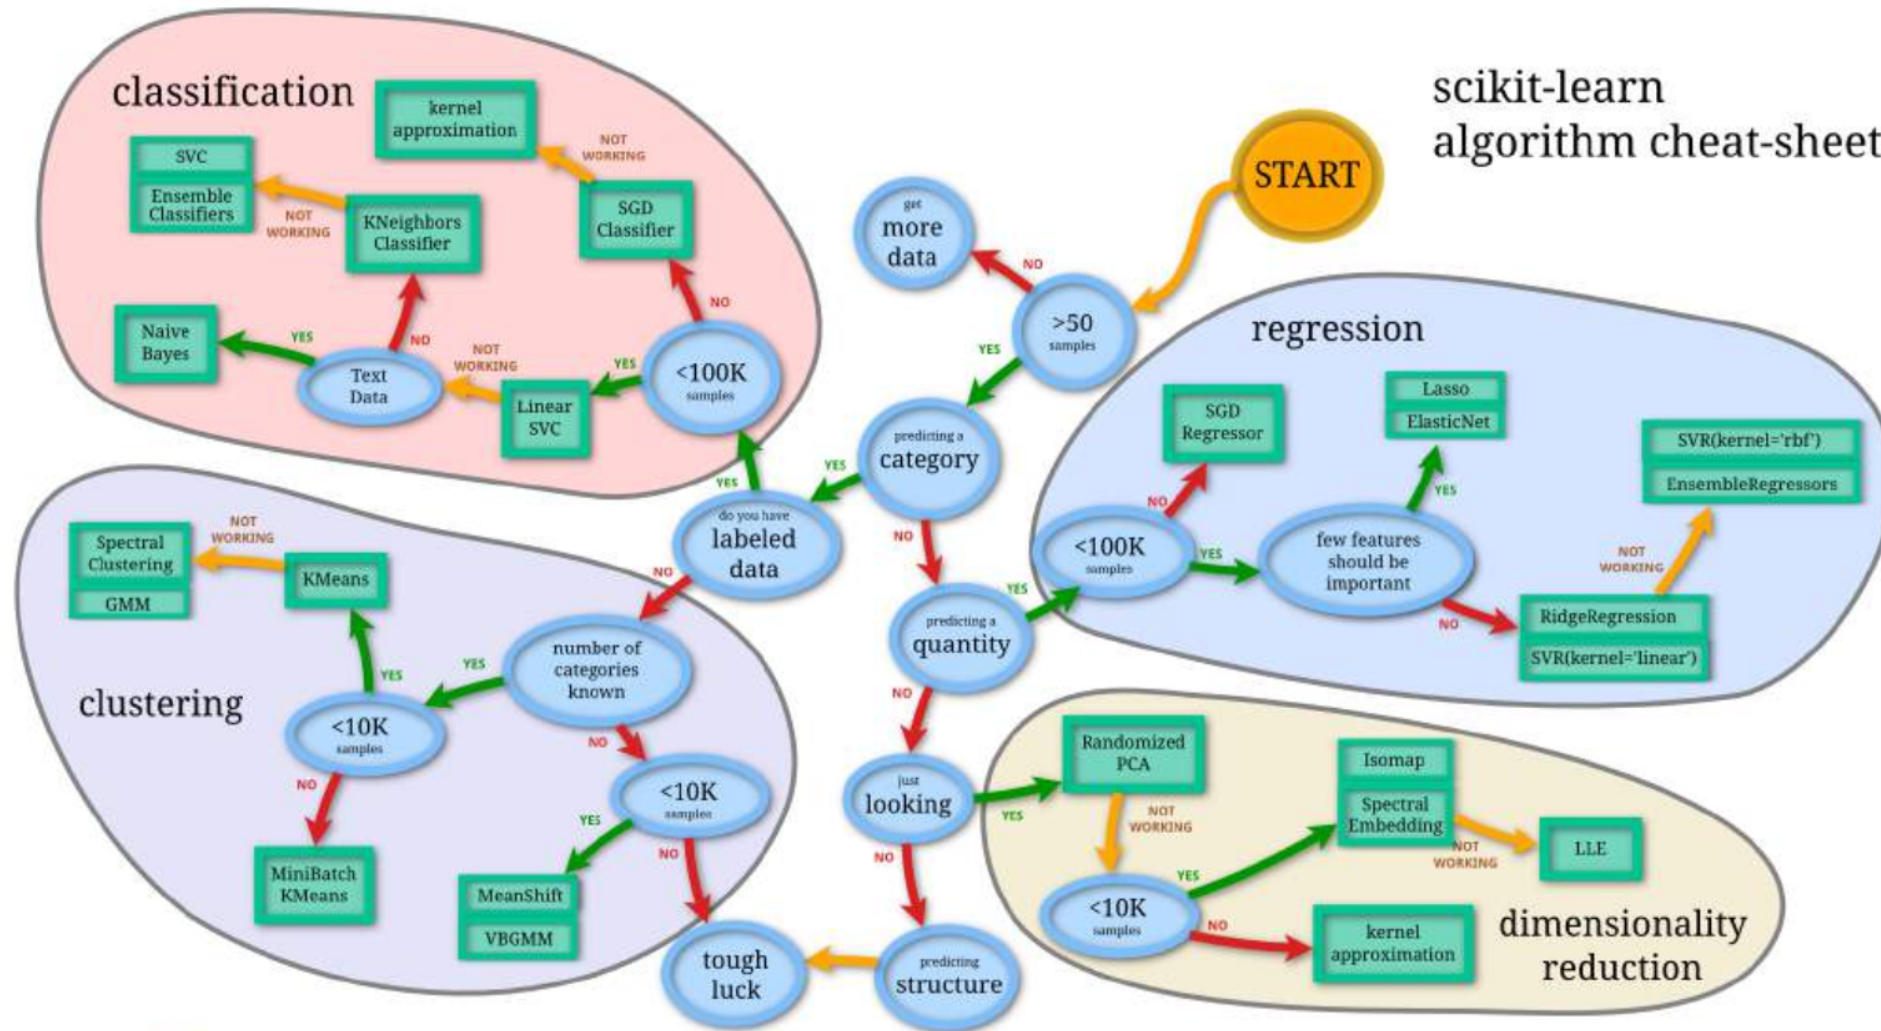 scikit-learn
algorithm cheat-sheet
START
get
more
data
NO
>50
samples
YES
predicting a
category
YES
NO
do you have
labeled
data
YES
NO
predicting a
quantity
YES
NO
just
looking
YES
NO
predicting
structure
tough
luck
classification
kernel
approximation
NOT
WORKING
SGD
Classifier
NO
<100K
samples
YES
Linear
SVC
NOT
WORKING
Text
Data
YES
Naive
Bayes
NO
KNeighbors
Classifier
NOT
WORKING
SVC
Ensemble
Classifiers
regression
<100K
samples
NO
SGD
Regressor
YES
few features
should be
important
YES
Lasso
ElasticNet
NO
RidgeRegression
SVR(kernel='linear')
NOT
WORKING
SVR(kernel='rbf')
EnsembleRegressors
clustering
number of
categories
known
YES
<10K
samples
YES
KMeans
NOT
WORKING
Spectral
Clustering
GMM
NO
MiniBatch
KMeans
NO
<10K
samples
YES
MeanShift
VBGMM
NO
dimensionality
reduction
Randomized
PCA
NOT
WORKING
<10K
samples
YES
Isomap
Spectral
Embedding
NOT
WORKING
LLE
NO
kernel
approximation